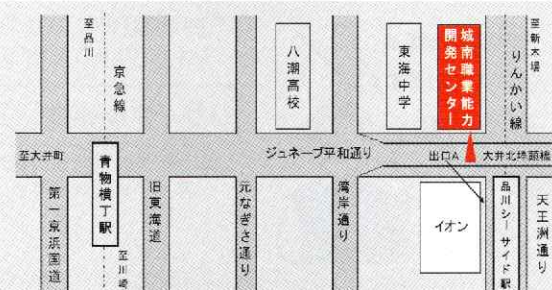 至品川
京急線
八潮高校
東海中学
城南職業能力
開発センター
りんかい線
至新木場
至大井町
青物横丁駅
ジュネーブ平和通り
出口A
大井北埠頭橋
第一京浜国道
至川崎
旧東海道
元なぎさ通り
湾岸通り
イオン
品川シーサイド駅
天王洲通り